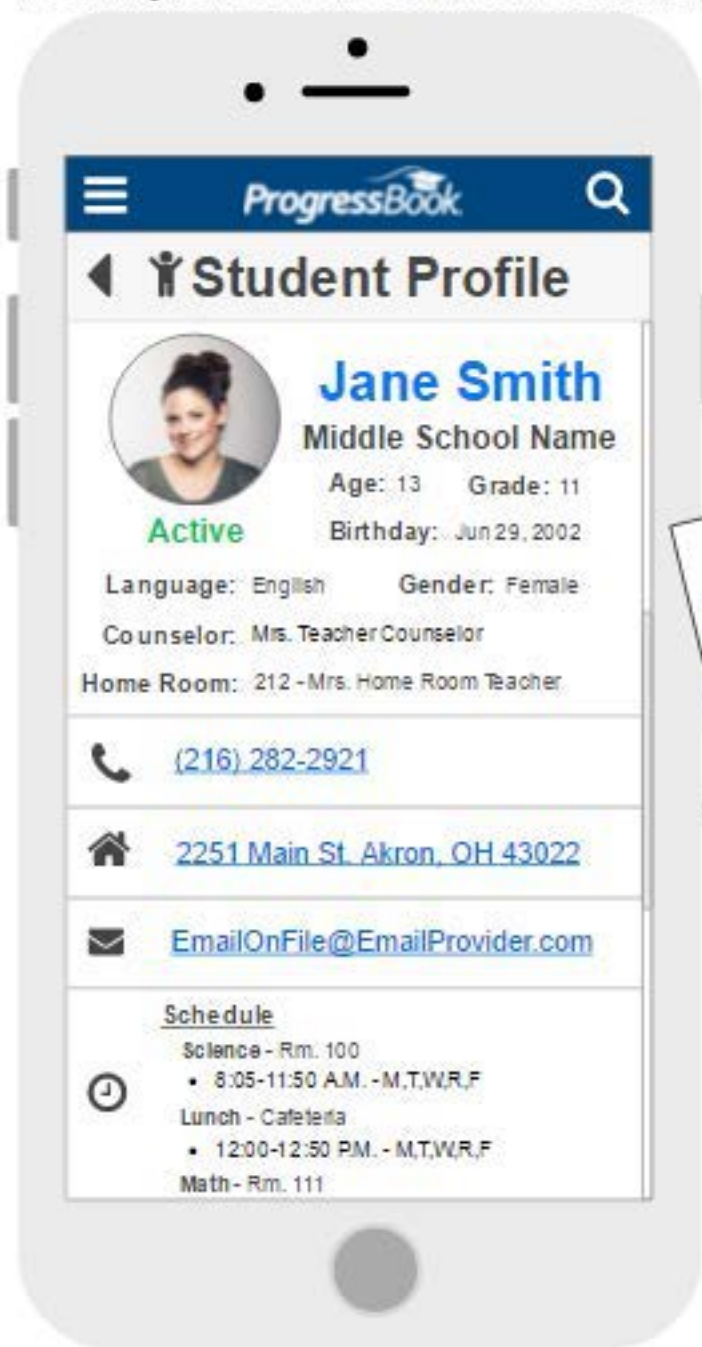 ProgressBook
Student Profile
Jane Smith
Middle School Name
Age: 13 Grade: 11
Active
Birthday: Jun 29, 2002
Language: English Gender: Female
Counselor: Mrs. Teacher Counselor
Home Room: 212 - Mrs. Home Room Teacher
(216) 282-2921
2251 Main St. Akron, OH 43022
EmailOnFile@EmailProvider.com
Schedule
Science - Rm. 100
• 8:05-11:50 A.M. - M,T,W,R,F
Lunch - Cafeteria
• 12:00-12:50 P.M. - M,T,W,R,F
Math - Rm. 111